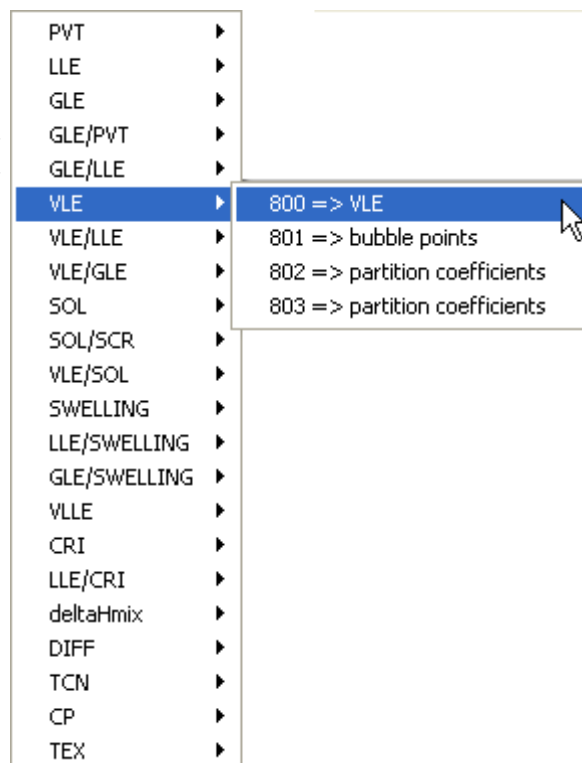 PVT
LLE
GLE
GLE/PVT
GLE/LLE
VLE
800 => VLE
VLE/LLE
801 => bubble points
VLE/GLE
802 => partition coefficients
SOL
803 => partition coefficients
SOL/SCR
VLE/SOL
SWELLING
LLE/SWELLING
GLE/SWELLING
VLLE
CRI
LLE/CRI
deltaHmix
DIFF
TCN
CP
TEX